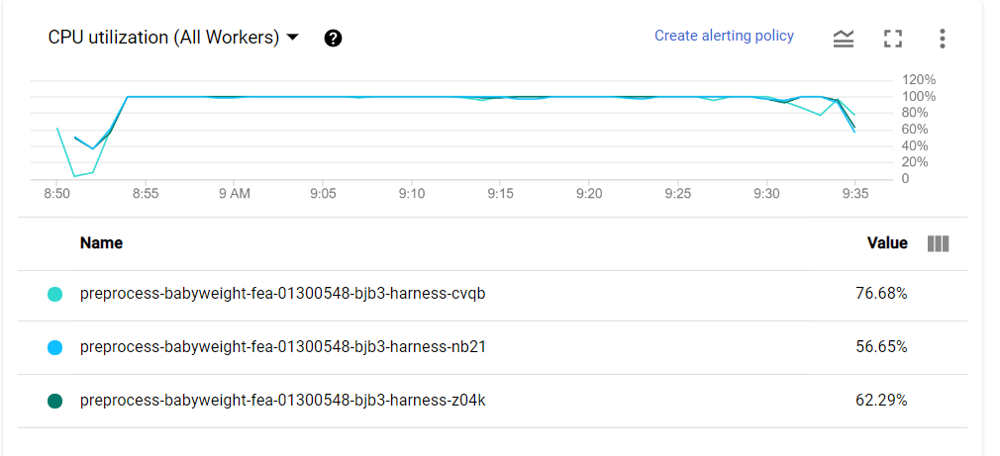 CPU utilization (All Workers)
Create alerting policy
120%
100%
80%
60%
40%
20%
0
8:50 8:55 9 AM 9:05 9:10 9:15 9:20 9:25 9:30 9:35
Name Value
preprocess-babyweight-fea-01300548-bjb3-harness-cvqb 76.68%
preprocess-babyweight-fea-01300548-bjb3-harness-nb21 56.65%
preprocess-babyweight-fea-01300548-bjb3-harness-z04k 62.29%